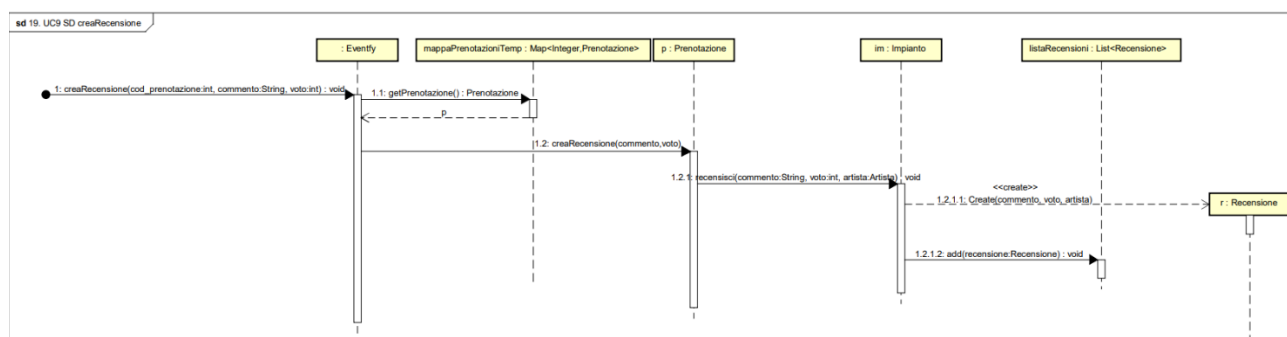 sd 19. UC9 SD creaRecensione
: Eventfy
mappaPrenotazioniTemp : Map<Integer,Prenotazione>
p : Prenotazione
im : Impianto
listaRecensioni : List<Recensione>
1: creaRecensione(cod_prenotazione:int, commento:String, voto:int) : void
1.1: getPrenotazione() : Prenotazione
p
1.2: creaRecensione(commento,voto)
1.2.1: recensisci(commento:String, voto:int, artista:Artista) : void
<<create>>
1.2.1.1: Create(commento, voto, artista)
r : Recensione
1.2.1.2: add(recensione:Recensione) : void